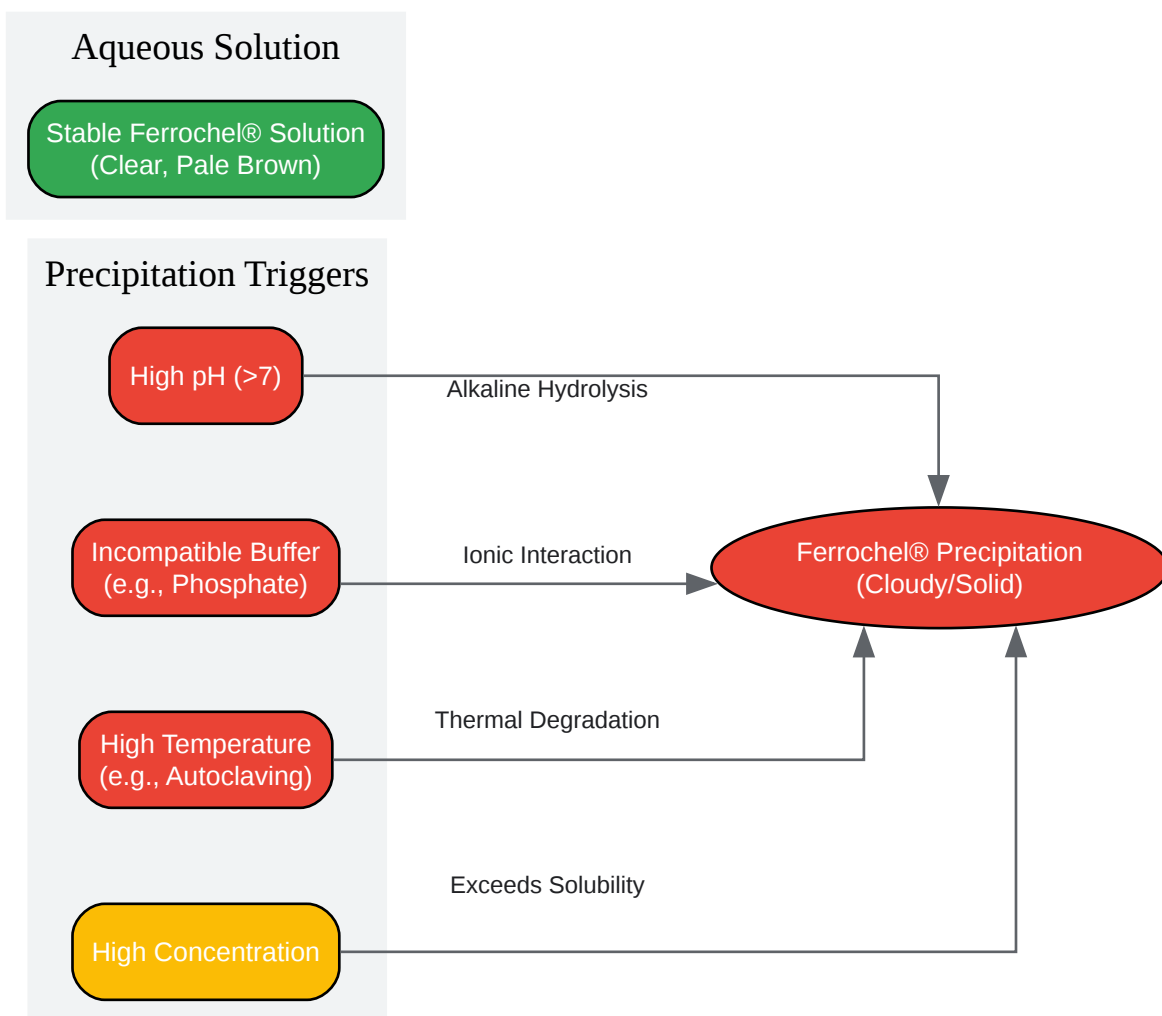 Aqueous Solution
Stable Ferrochel® Solution
(Clear, Pale Brown)
Precipitation Triggers
High pH (>7)
Alkaline Hydrolysis
Incompatible Buffer
(e.g., Phosphate)
Ionic Interaction
Ferrochel® Precipitation
(Cloudy/Solid)
High Temperature
(e.g., Autoclaving)
Thermal Degradation
Exceeds Solubility
High Concentration